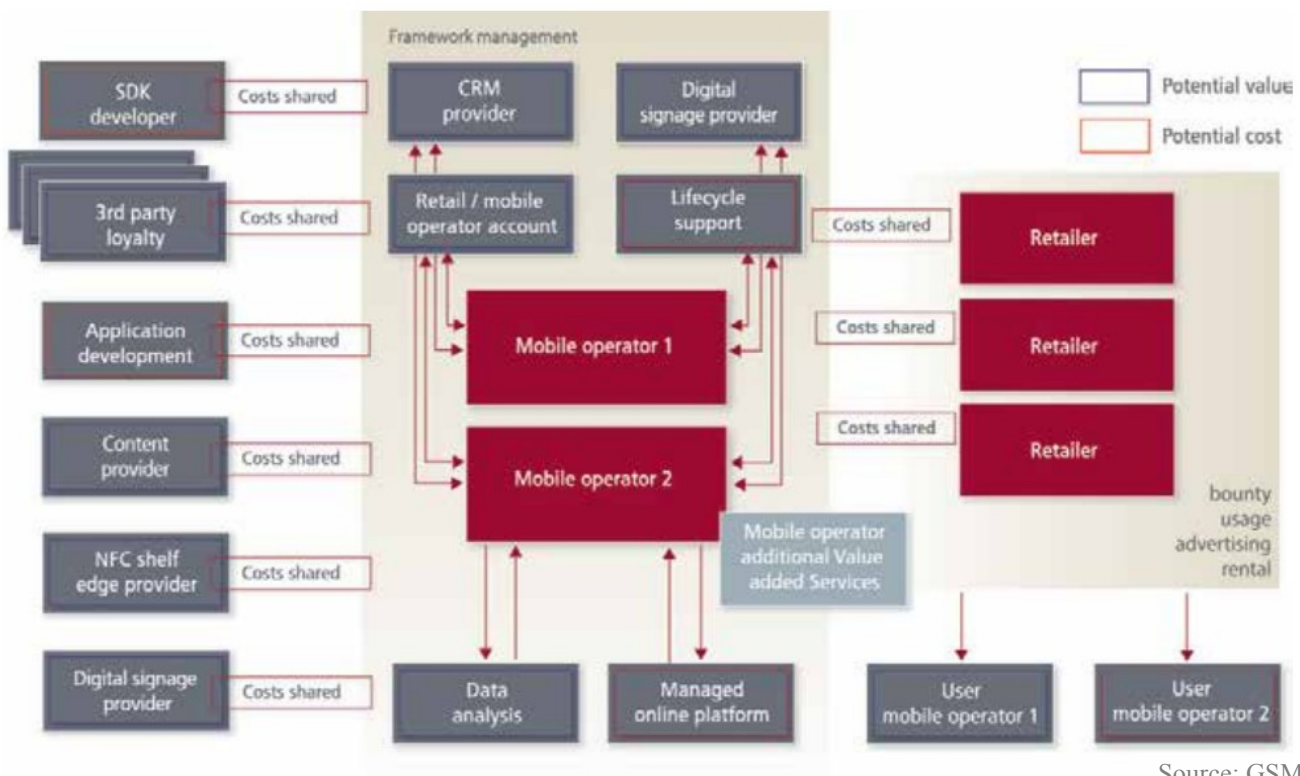 Framework management
SDK
developer
Costs shared
CRM
provider
Digital
signage provider
Potential value
Potential cost
3rd party
loyalty
Costs shared
Retail / mobile
operator account
Lifecycle
support
Costs shared
Retailer
Application
development
Costs shared
Mobile operator 1
Costs shared
Retailer
Content
provider
Costs shared
Mobile operator 2
Costs shared
Retailer
bounty
usage
advertising
rental
Mobile operator
additional Value
added Services
NFC shelf
edge provider
Costs shared
Digital signage
provider
Costs shared
Data
analysis
Managed
online platform
User
mobile operator 1
User
mobile operator 2
Source: GSM